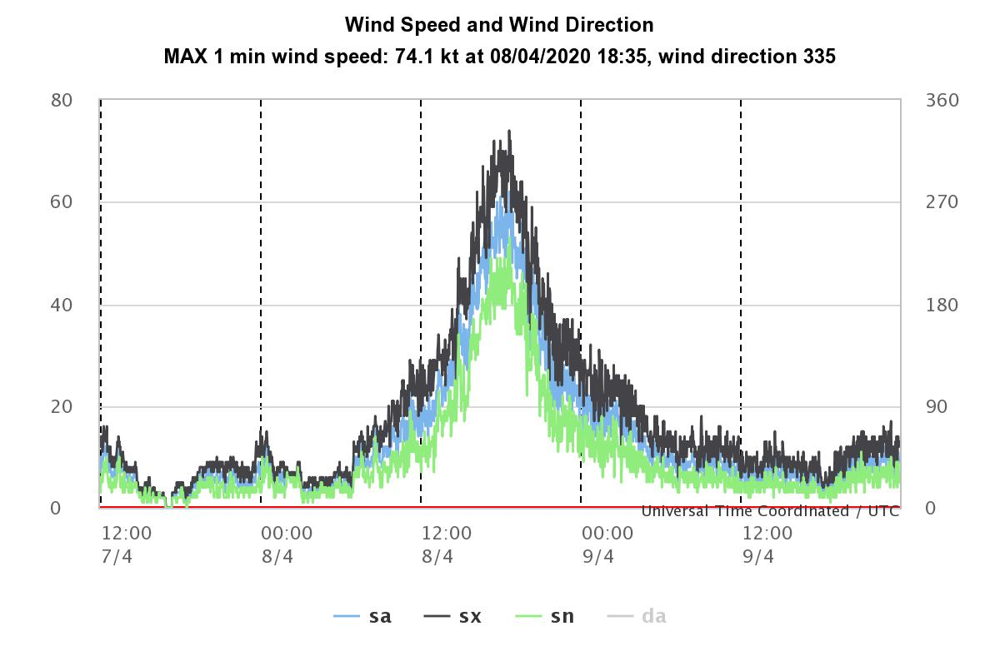 Wind Speed and Wind Direction
MAX 1 min wind speed: 74.1 kt at 08/04/2020 18:35, wind direction 335
80 360
60 270
40 180
20 90
0 0
Universal Time Coordinated / UTC
12:00 00:00 12:00 00:00 12:00
7/4 8/4 8/4 9/4 9/4
sa sx sn da